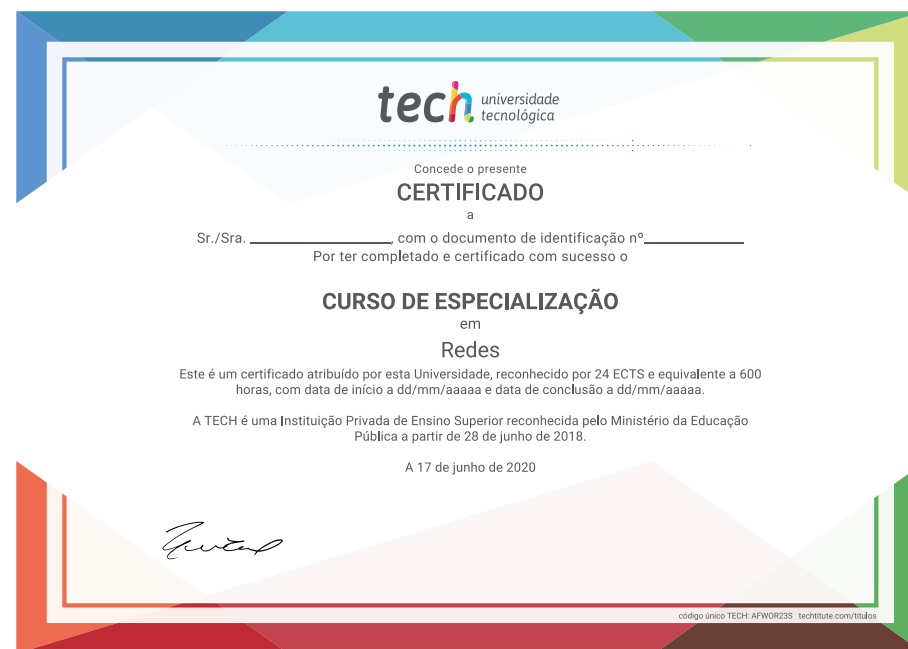 tech universidade
tecnológica
Concede o presente
CERTIFICADO
a
Sr./Sra. , com o documento de identificação nº
Por ter completado e certificado com sucesso o
CURSO DE ESPECIALIZAÇÃO
em
Redes
Este é um certificado atribuído por esta Universidade, reconhecido por 24 ECTS e equivalente a 600
horas, com data de início a dd/mm/aaaaa e data de conclusão a dd/mm/aaaaa.
A TECH é uma Instituição Privada de Ensino Superior reconhecida pelo Ministério da Educação
Pública a partir de 28 de junho de 2018.
A 17 de junho de 2020
código único TECH: AFWOR23S techtitute.com/titulos